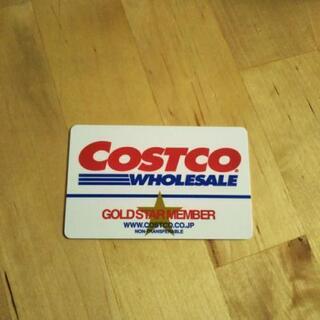 COSTCO
WHOLESALE
GOLD STAR MEMBER
WWW.COSTCO.CO.JP
NON-TRANSFERABLE